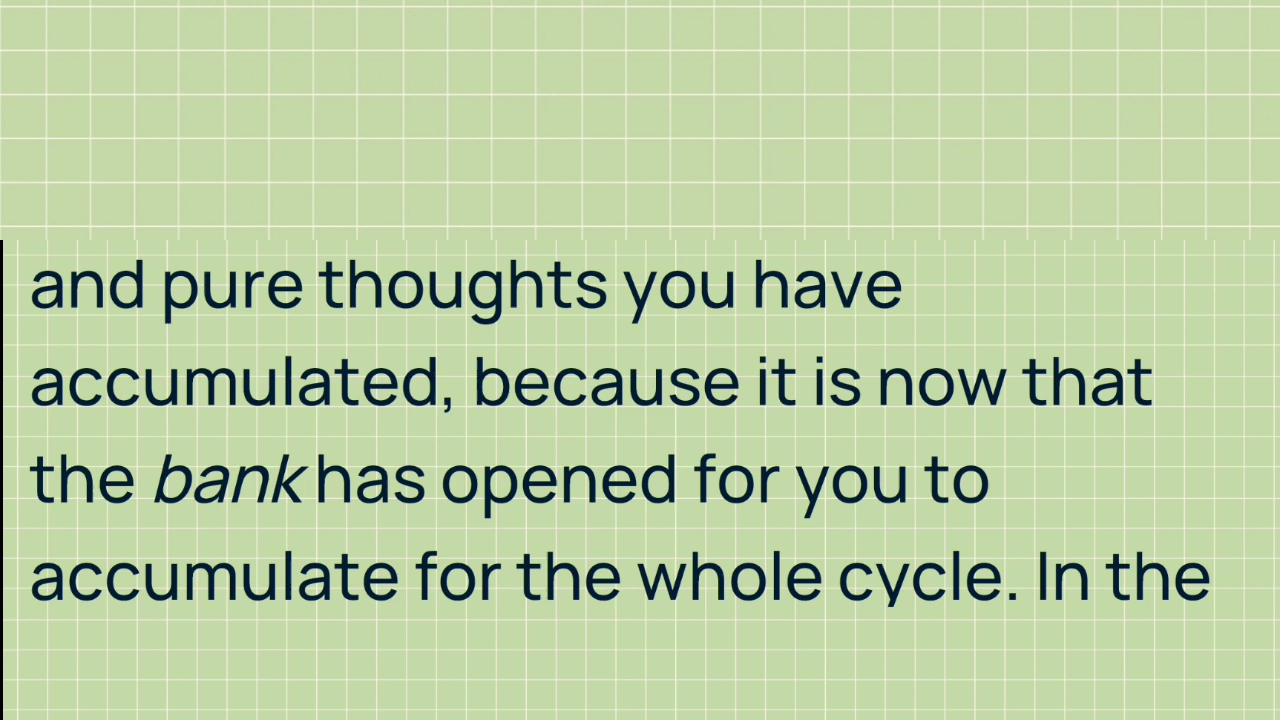 and pure thoughts you have
accumulated, because it is now that
the bank has opened for you to
accumulate for the whole cycle. In the